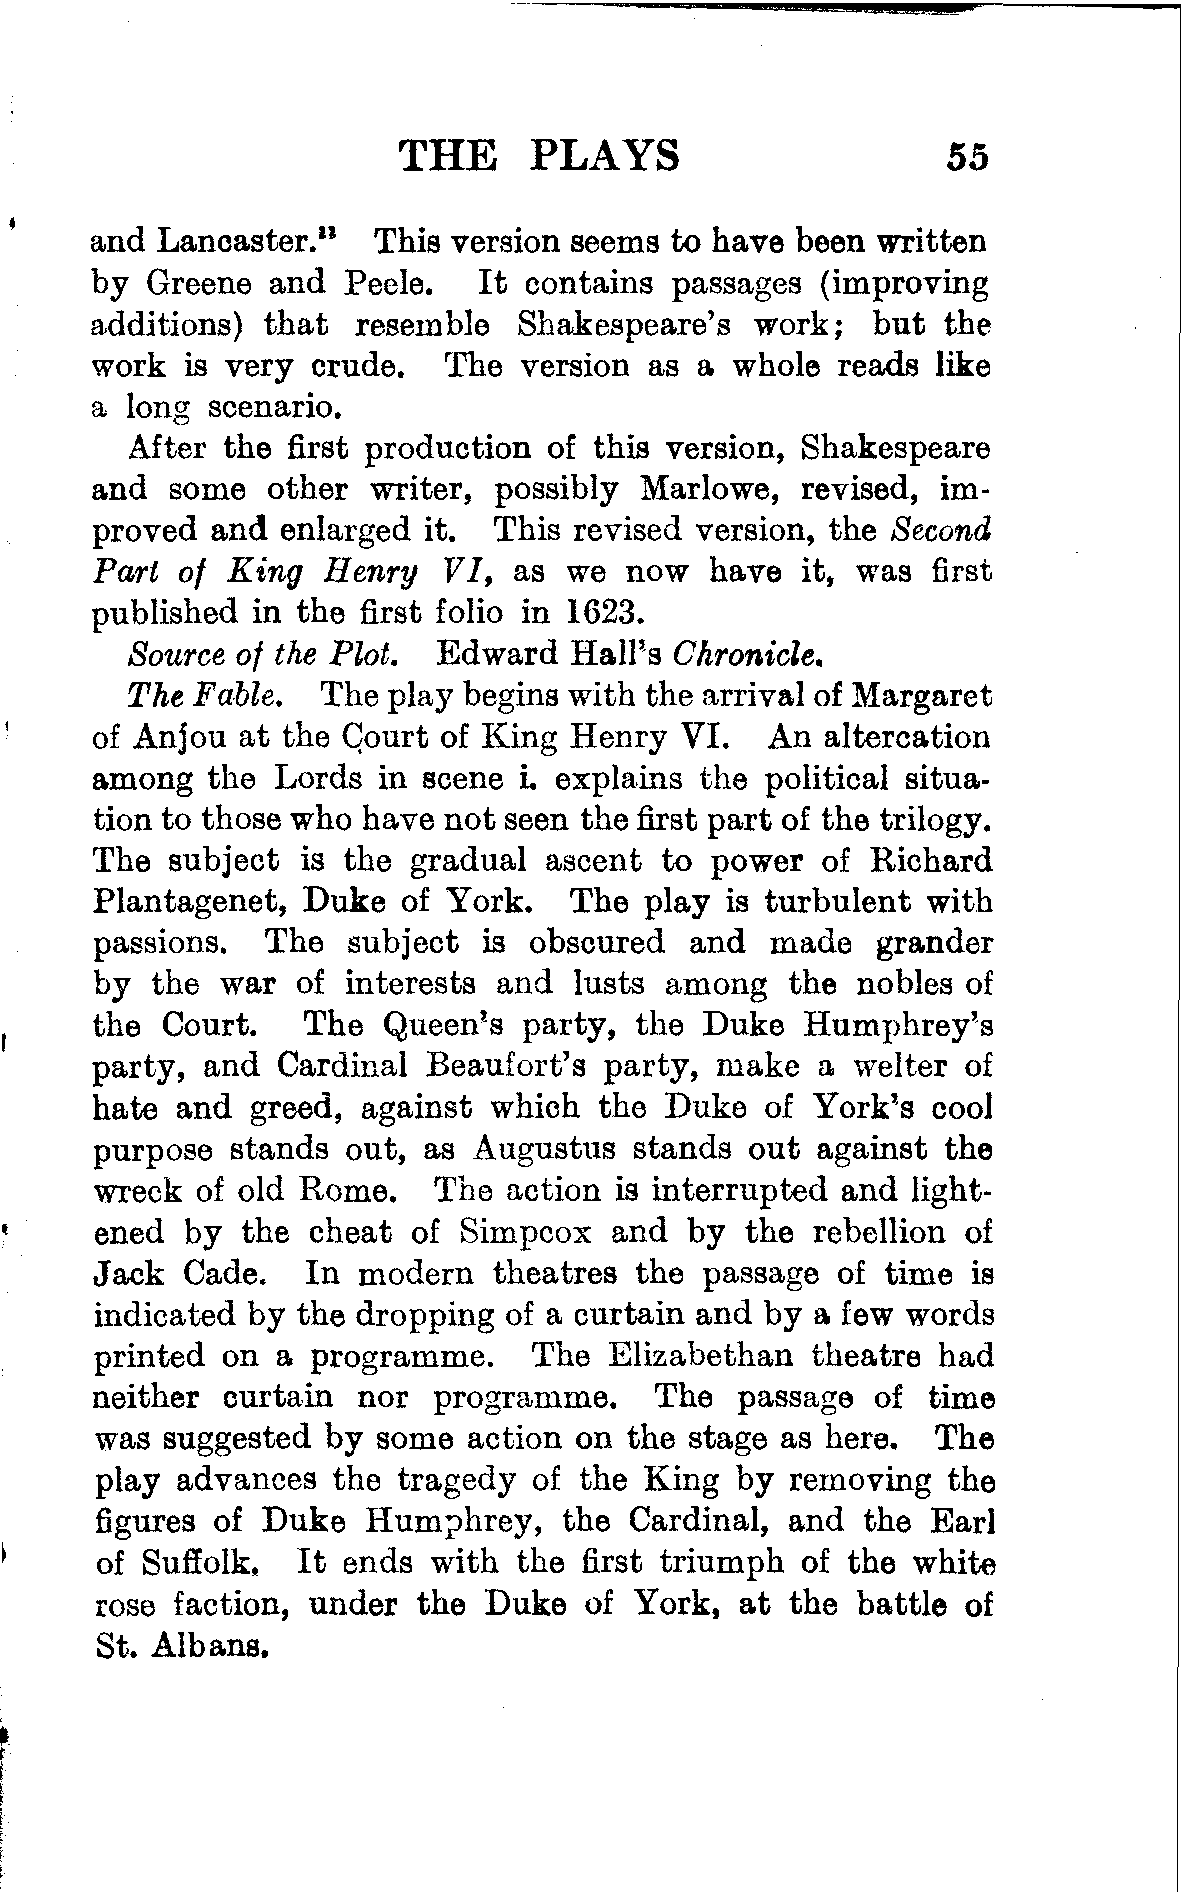 THE PLAYS 55
and Lancaster." This version seems to have been written
by Greene and Peele. It contains passages (improving
additions) that resemble Shakespeare's work; but the
work is very crude. The version as a whole reads like
a long scenario.
After the first production of this version, Shakespeare
and some other writer, possibly Marlowe, revised, im-
proved and enlarged it. This revised version, the Second
Part of King Henry VI, as we now have it, was first
published in the first folio in 1623.
Source of the Plot. Edward Hall's Chronicle.
The Fable. The play begins with the arrival of Margaret
of Anjou at the Court of King Henry VI. An altercation
among the Lords in scene i. explains the political situa-
tion to those who have not seen the first part of the trilogy.
The subject is the gradual ascent to power of Richard
Plantagenet, Duke of York. The play is turbulent with
passions. The subject is obscured and made grander
by the war of interests and lusts among the nobles of
the Court. The Queen's party, the Duke Humphrey's
party, and Cardinal Beaufort's party, make a welter of
hate and greed, against which the Duke of York's cool
purpose stands out, as Augustus stands out against the
wreck of old Rome. The action is interrupted and light-
ened by the cheat of Simpcox and by the rebellion of
Jack Cade. In modern theatres the passage of time is
indicated by the dropping of a curtain and by a few words
printed on a programme. The Elizabethan theatre had
neither curtain nor programme. The passage of time
was suggested by some action on the stage as here. The
play advances the tragedy of the King by removing the
figures of Duke Humphrey, the Cardinal, and the Earl
of Suffolk. It ends with the first triumph of the white
rose faction, under the Duke of York, at the battle of
St. Albans.